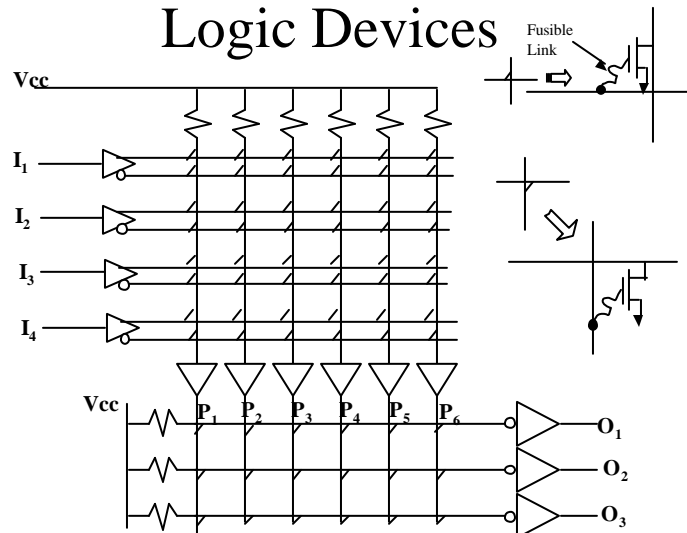 Logic Devices
Fusible
Link
Vcc
I1
I2
I3
I4
Vcc
P1 P2 P3 P4 P5 P6
O1
O2
O3